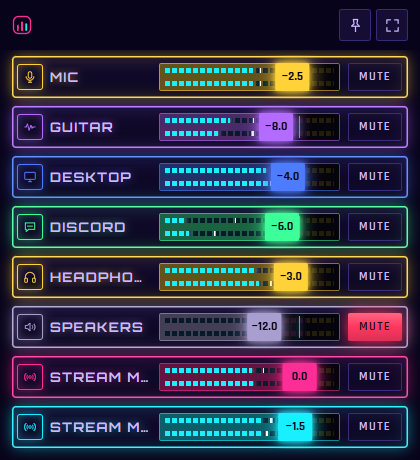 MIC −2.5 MUTE
GUITAR −8.0 MUTE
DESKTOP −4.0 MUTE
DISCORD −6.0 MUTE
HEADPHO… −3.0 MUTE
SPEAKERS −12.0 MUTE
STREAM M… 0.0 MUTE
STREAM M… −1.5 MUTE